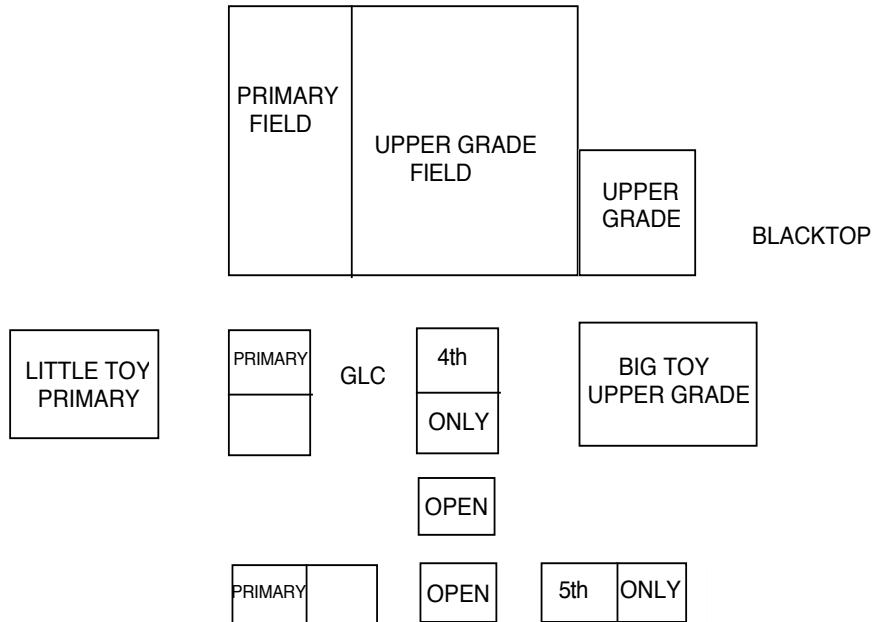 PRIMARY
FIELD
UPPER GRADE
FIELD
UPPER
GRADE
BLACKTOP
LITTLE TOY
PRIMARY
PRIMARY
GLC
4th
ONLY
BIG TOY
UPPER GRADE
OPEN
PRIMARY
OPEN
5th ONLY